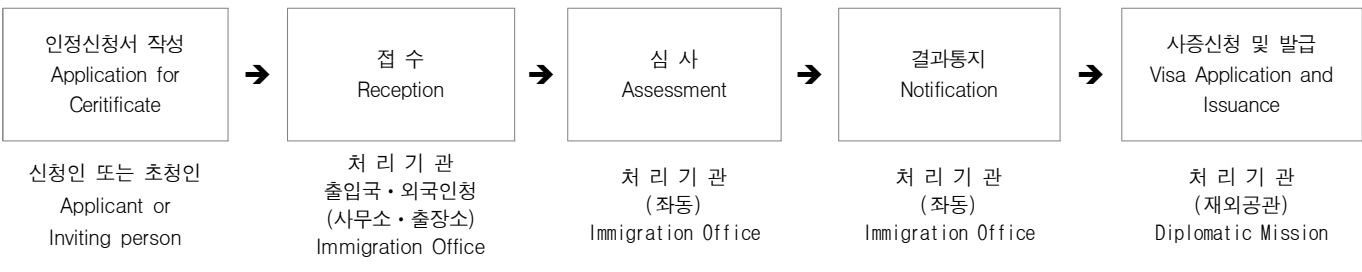 인정신청서 작성
Application for
Ceritificate
➔
접 수
Reception
➔
심 사
Assessment
➔
결과통지
Notification
➔
사증신청 및 발급
Visa Application and
Issuance
신청인 또는 초청인
Applicant or
Inviting person
처 리 기 관
출입국・외국인청
(사무소・출장소)
Immigration Office
처 리 기 관
(좌동)
Immigration Office
처 리 기 관
(좌동)
Immigration Office
처 리 기 관
(재외공관)
Diplomatic Mission